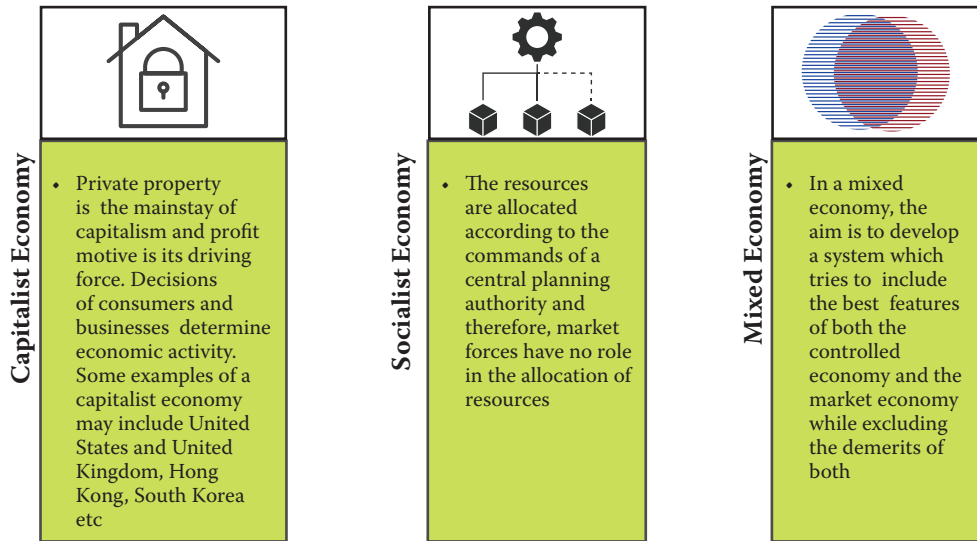 Capitalist Economy
• Private property
is the mainstay of
capitalism and profit
motive is its driving
force. Decisions
of consumers and
businesses determine
economic activity.
Some examples of a
capitalist economy
may include United
States and United
Kingdom, Hong
Kong, South Korea
etc
Socialist Economy
• The resources
are allocated
according to the
commands of a
central planning
authority and
therefore, market
forces have no role
in the allocation of
resources
Mixed Economy
• In a mixed
economy, the
aim is to develop
a system which
tries to include
the best features
of both the
controlled
economy and the
market economy
while excluding
the demerits of
both